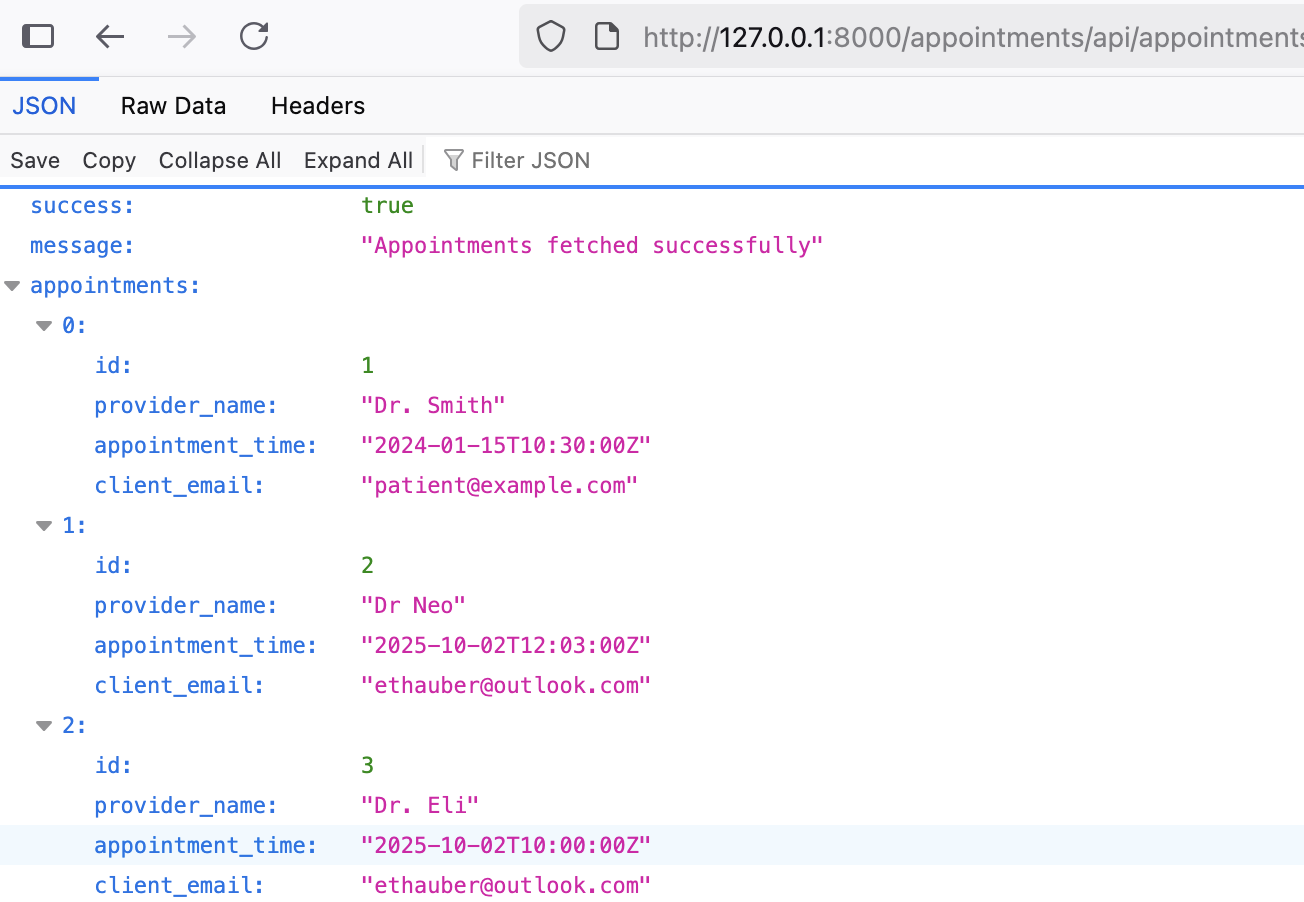 http://127.0.0.1:8000/appointments/api/appointments
JSON Raw Data Headers
Save Copy Collapse All Expand All Filter JSON
success: true
message: "Appointments fetched successfully"
appointments:
0:
id: 1
provider_name: "Dr. Smith"
appointment_time: "2024-01-15T10:30:00Z"
client_email: "patient@example.com"
1:
id: 2
provider_name: "Dr Neo"
appointment_time: "2025-10-02T12:03:00Z"
client_email: "ethauber@outlook.com"
2:
id: 3
provider_name: "Dr. Eli"
appointment_time: "2025-10-02T10:00:00Z"
client_email: "ethauber@outlook.com"